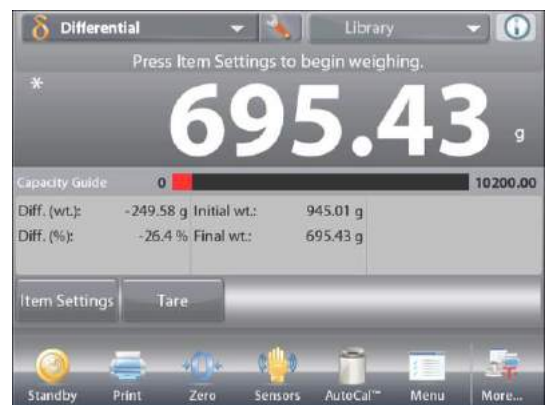 δ Differential Library
Press Item Settings to begin weighing.
* 695.43 g
Capacity Guide 0 10200.00
Diff. (wt.): -249.58 g Initial wt.: 945.01 g
Diff. (%): -26.4 % Final wt.: 695.43 g
Item Settings Tare
Standby Print Zero Sensors AutoCal™ Menu More...